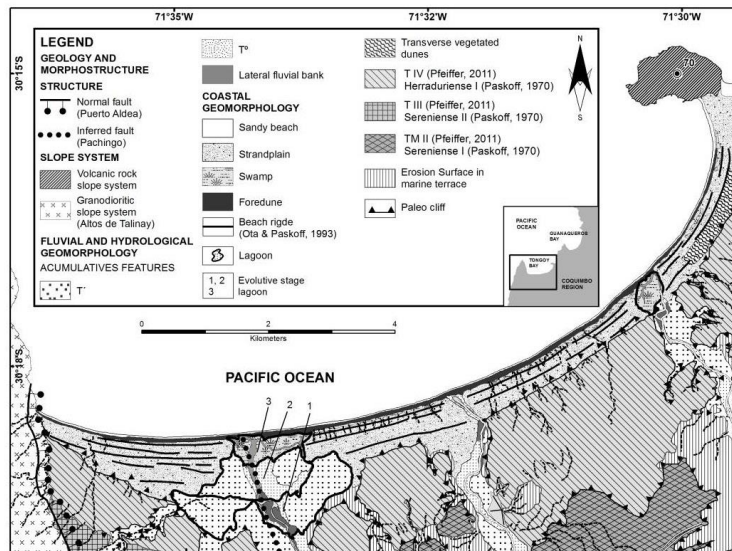 71°35'
71°32'
71°30'
30°15'
30°18'
LEGEND
GEOLOGY AND
MORPHOSTRUCTURE
STRUCTURE
Normal fault
(Puerto Aldea)
Inferred fault
(Pachingo)
SLOPE SYSTEM
Volcanic rock
slope system
Granodioritic
slope system
(Altos de Talinay)
FLUVIAL AND HYDROLOGICAL
GEOMORPHOLOGY
ACUMULATIVES FEATURES
T´
Tº
Lateral fluvial bank
COASTAL
GEOMORPHOLOGY
Sandy beach
Strandplain
Swamp
Foredune
Beach rigde
(Ota & Paskoff, 1993)
Lagoon
1, 2
3
Evolutive stage
lagoon
Transverse vegetated
dunes
T IV (Pfeiffer, 2011)
Herraduriense I (Paskoff, 1970)
T III (Pfeiffer, 2011)
Sereniense II (Paskoff, 1970)
TM II (Pfeiffer, 2011)
Sereniense I (Paskoff, 1970)
Erosion Surface in
marine terrace
Paleo cliff
N
S
PACIFIC
OCEAN
GUANAQUEROS
BAY
TONGOY
BAY
COQUIMBO
REGION
70
0
2
4
Kilometers
PACIFIC OCEAN
3
2
1